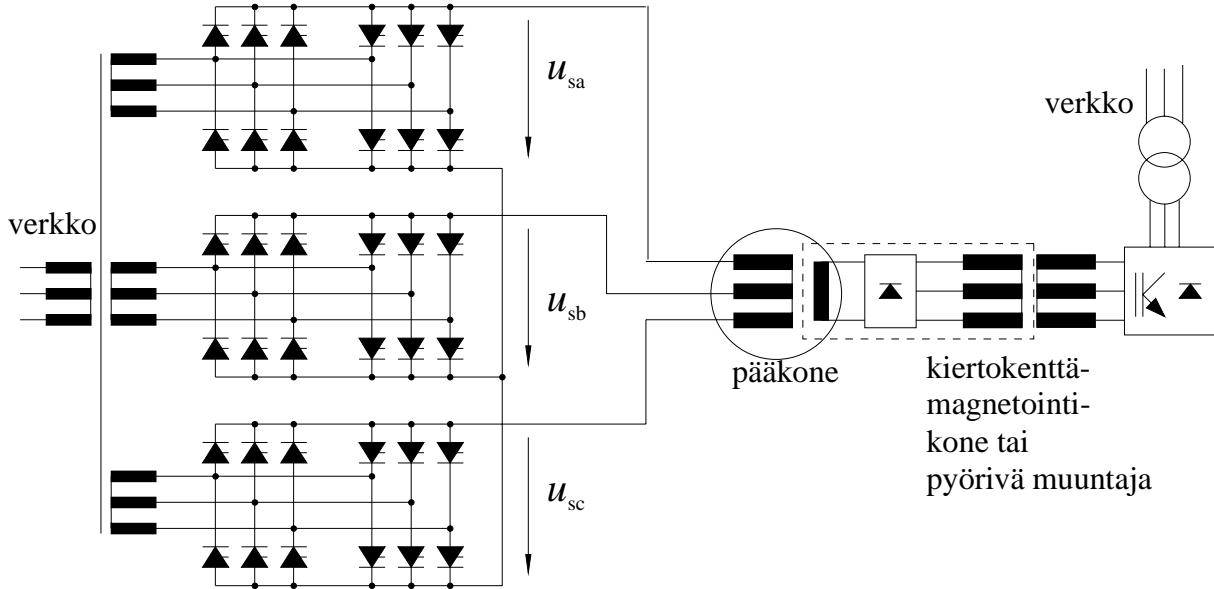 u_sa
verkko
verkko
u_sb
pääkone
kiertokenttä-
magnetointi-
kone tai
pyörivä muuntaja
u_sc